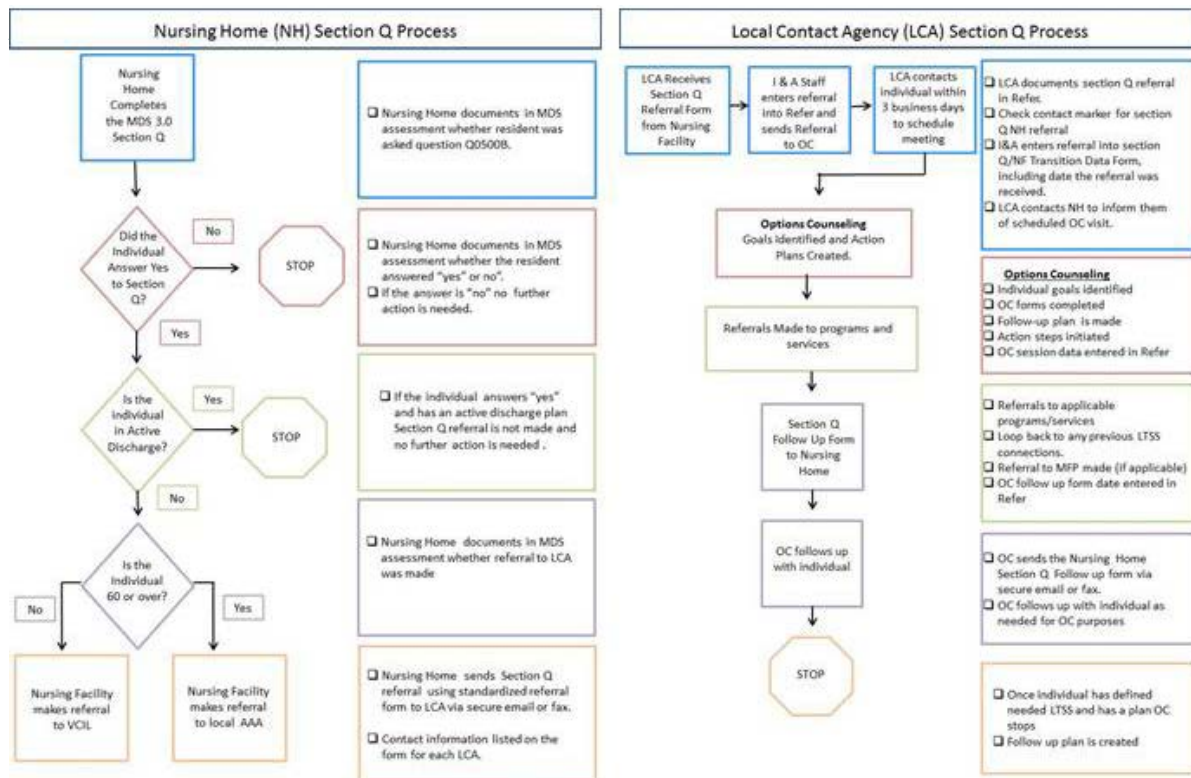 Nursing Home (NH) Section Q Process
Nursing
Home
Completes
the MDS 3.0
Section Q
❑ Nursing Home documents in MDS
assessment whether resident was
asked question Q0500B.
Did the
Individual
Answer Yes
to Section
Q?
No
STOP
Yes
❑ Nursing Home documents in MDS
assessment whether the resident
answered "yes or no".
❑ If the answer is "no" no further
action is needed.
Is the
individual
in Active
Discharge?
Yes
STOP
No
❑ If the individual answers "yes"
and has an active discharge plan
Section Q referral is not made and
no further action is needed .
Is the
Individual
60 or over?
No
Yes
❑ Nursing Home documents in MDS
assessment whether referral to LCA
was made
Nursing Facility
makes referral
to VCIL
Nursing Facility
makes referral
to local AAA
❑ Nursing Home sends Section Q
referral using standardized referral
form to LCA via secure email or fax.
❑ Contact information listed on the
form for each LCA.
Local Contact Agency (LCA) Section Q Process
LCA Receives
Section Q
Referral Form
from Nursing
Facility
I & A Staff
enters referral
into Refer and
sends Referral
to OC
LCA contacts
individual within
3 business days
to schedule
meeting
❑ LCA documents section Q referral
in Refer.
❑ Check contact marker for section
Q NH referral
❑ I&A enters referral into section
Q/NF Transition Data Form,
including date the referral was
received.
❑ LCA contacts NH to inform them
of scheduled OC visit.
Options Counseling
Goals Identified and Action
Plans Created.
Options Counseling
❑ Individual goals identified
❑ OC forms completed
❑ Follow-up plan is made
❑ Action steps initiated
❑ OC session data entered in Refer
Referrals Made to programs and
services
❑ Referrals to applicable
programs/services
❑ Loop back to any previous LTSS
connections.
❑ Referral to MFP made (if applicable)
❑ OC follow up form date entered in
Refer
Section Q
Follow Up Form
to Nursing
Home
OC follows up
with individual
❑ OC sends the Nursing Home
Section Q Follow up form via
secure email or fax.
❑ OC follows up with individual as
needed for OC purposes
STOP
❑ Once individual has defined
needed LTSS and has a plan OC
stops
❑ Follow up plan is created